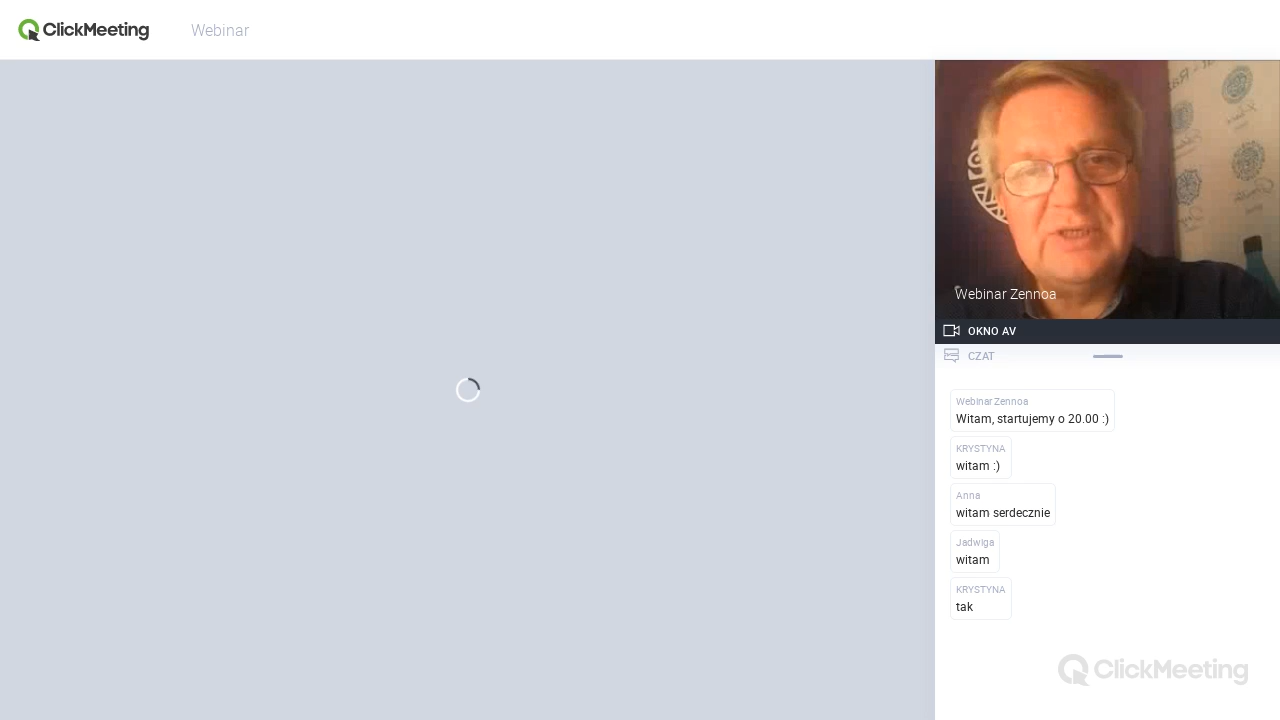 ClickMeeting
Webinar
Webinar Zennoa
OKNO AV
CZAT
Webinar Zennoa
Witam, startujemy o 20.00 :)
KRYSTYNA
witam :)
Anna
witam serdecznie
Jadwiga
witam
KRYSTYNA
tak
ClickMeeting